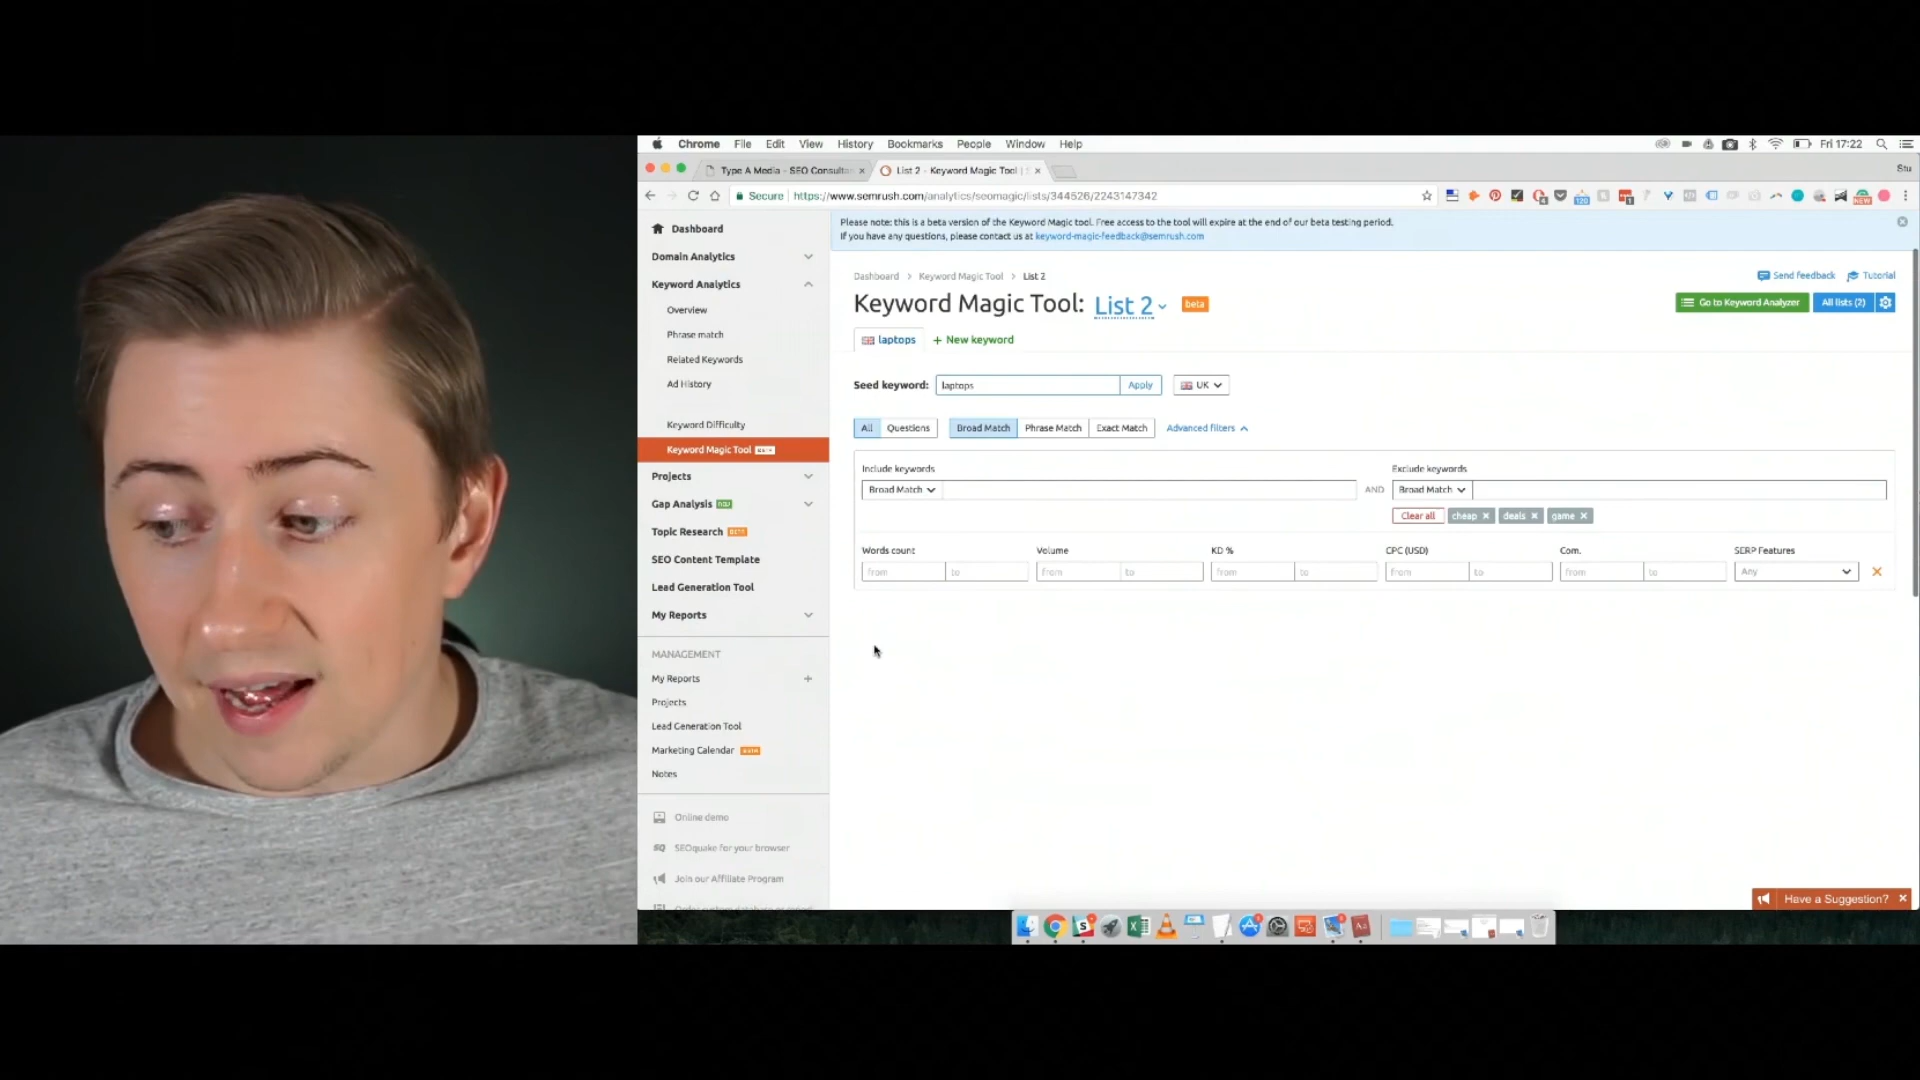 Chrome File Edit View History Bookmarks People Window Help
Fri 17:22
Type A Media - SEO Consulta
List 2 - Keyword Magic Tool |
Stu
Secure https://www.semrush.com/analytics/seomagic/lists/344526/2243147342
Dashboard
Domain Analytics
Keyword Analytics
Overview
Phrase match
Related Keywords
Ad History
Keyword Difficulty
Keyword Magic Tool BETA
Projects
Gap Analysis
Topic Research BETA
SEO Content Template
Lead Generation Tool
My Reports
MANAGEMENT
My Reports
Projects
Lead Generation Tool
Marketing Calendar BETA
Notes
Online demo
SEOquake for your browser
Join our Affiliate Program
Please note: this is a beta version of the Keyword Magic tool. Free access to the tool will expire at the end of our beta testing period.
If you have any questions, please contact us at keyword-magic-feedback@semrush.com
Dashboard > Keyword Magic Tool > List 2
Send feedback Tutorial
Keyword Magic Tool: List 2 beta
Go to Keyword Analyzer All lists (2)
laptops + New keyword
Seed keyword: laptops Apply UK
All Questions Broad Match Phrase Match Exact Match Advanced filters
Include keywords Exclude keywords
Broad Match AND Broad Match
Clear all cheap deals game
Words count Volume KD % CPC (USD) Com. SERP Features
from to from to from to from to from to Any
Have a Suggestion?